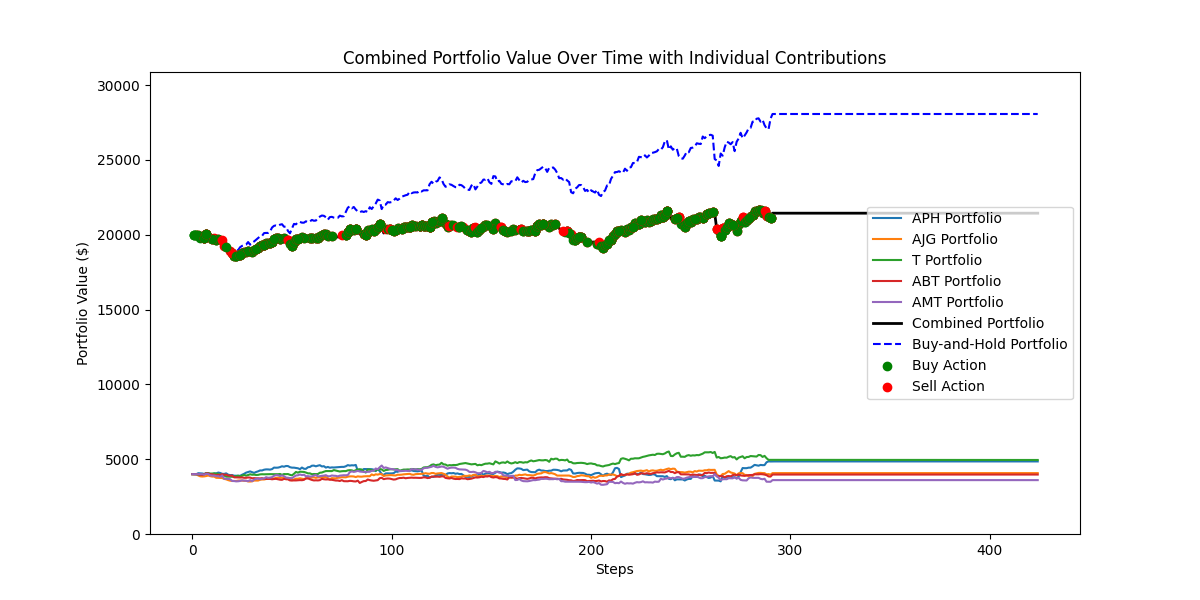 Combined Portfolio Value Over Time with Individual Contributions
Portfolio Value ($)
30000
25000
20000
15000
10000
5000
0
0 100 200 300 400
Steps
APH Portfolio
AJG Portfolio
T Portfolio
ABT Portfolio
AMT Portfolio
Combined Portfolio
Buy-and-Hold Portfolio
Buy Action
Sell Action